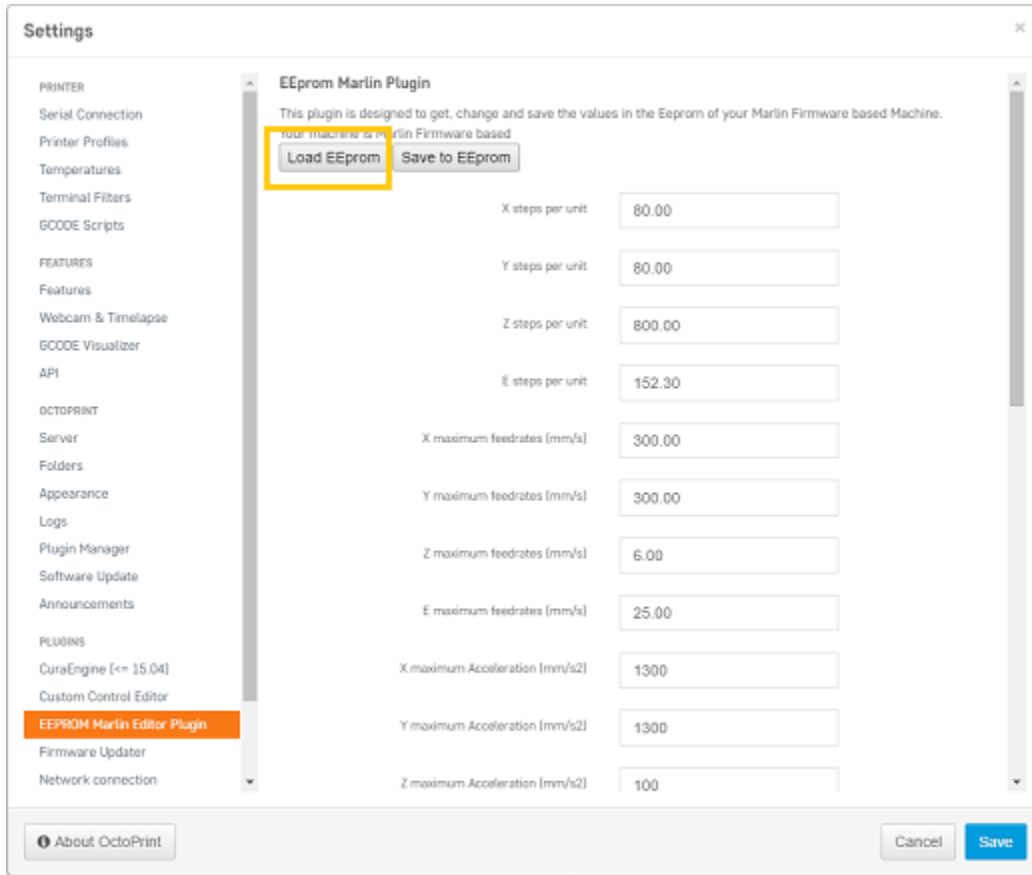 Settings
×
PRINTER
Serial Connection
Printer Profiles
Temperatures
Terminal Filters
GCODE Scripts
FEATURES
Features
Webcam & Timelapse
GCODE Visualizer
API
OCTOPRINT
Server
Folders
Appearance
Logs
Plugin Manager
Software Update
Announcements
PLUGINS
CuraEngine (<= 15.04)
Custom Control Editor
EEPROM Marlin Editor Plugin
Firmware Updater
Network connection
EEprom Marlin Plugin
This plugin is designed to get, change and save the values in the Eeprom of your Marlin Firmware based Machine.
Your machine is Marlin Firmware based
Load EEprom Save to EEprom
X steps per unit 80.00
Y steps per unit 80.00
Z steps per unit 800.00
E steps per unit 152.30
X maximum feedrates (mm/s) 300.00
Y maximum feedrates (mm/s) 300.00
Z maximum feedrates (mm/s) 6.00
E maximum feedrates (mm/s) 25.00
X maximum Acceleration (mm/s2) 1300
Y maximum Acceleration (mm/s2) 1300
Z maximum Acceleration (mm/s2) 100
About OctoPrint Cancel Save